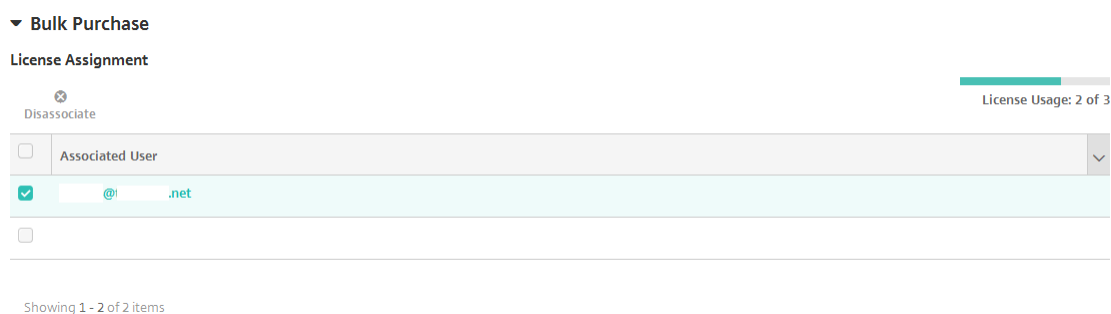 Bulk Purchase
License Assignment
Disassociate
License Usage: 2 of 3
Associated User
@ .net
Showing 1 - 2 of 2 items